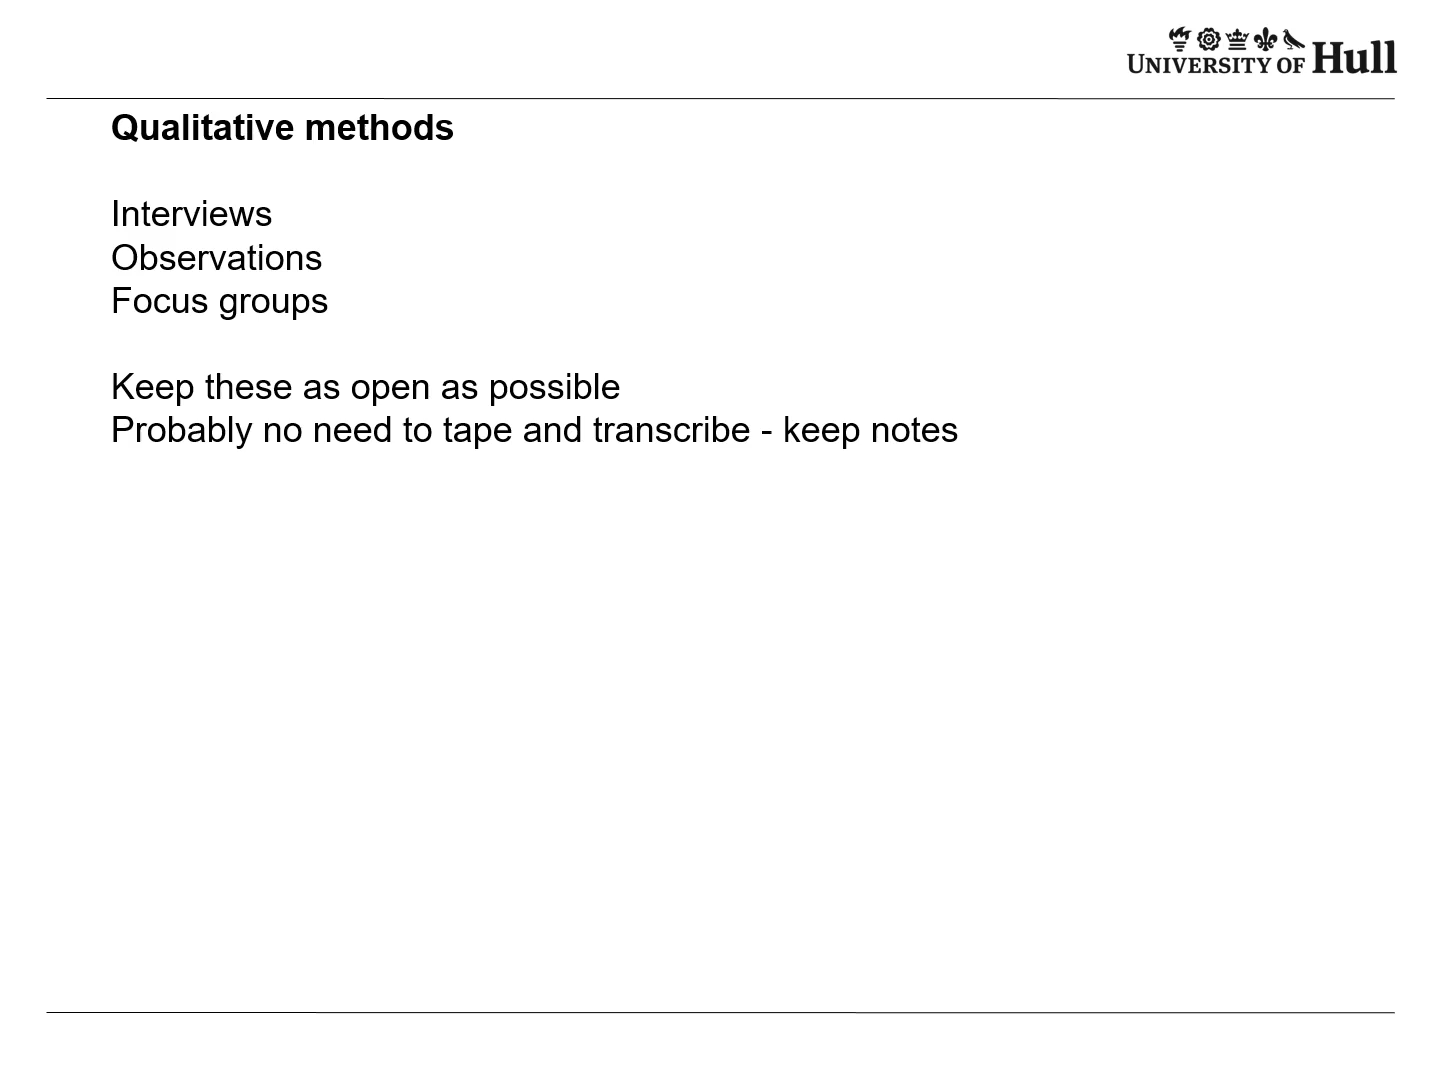 UNIVERSITY OF Hull
Qualitative methods
Interviews
Observations
Focus groups
Keep these as open as possible
Probably no need to tape and transcribe - keep notes